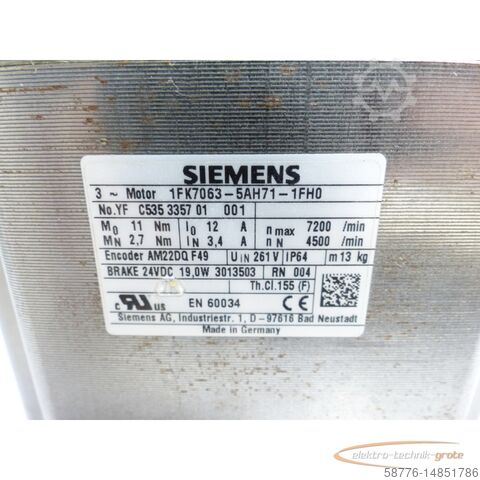 SIEMENS
3 ~ Motor 1FK7063-5AH71-1FH0
No.YF C535 3357 01 001
M0 11 Nm I0 12 A n max 7200 /min
MN 2,7 Nm IN 3,4 A n N 4500 /min
Encoder AM22DQ F49 UIN 261 V IP64 m 13 kg
BRAKE 24VDC 19,0W 3013503 RN 004
Th.Cl.155 (F)
c RU US EN 60034 CE
Siemens AG, Industriestr. 1, D-97616 Bad Neustadt
Made in Germany
elektro-technik-grote
58776-14851786